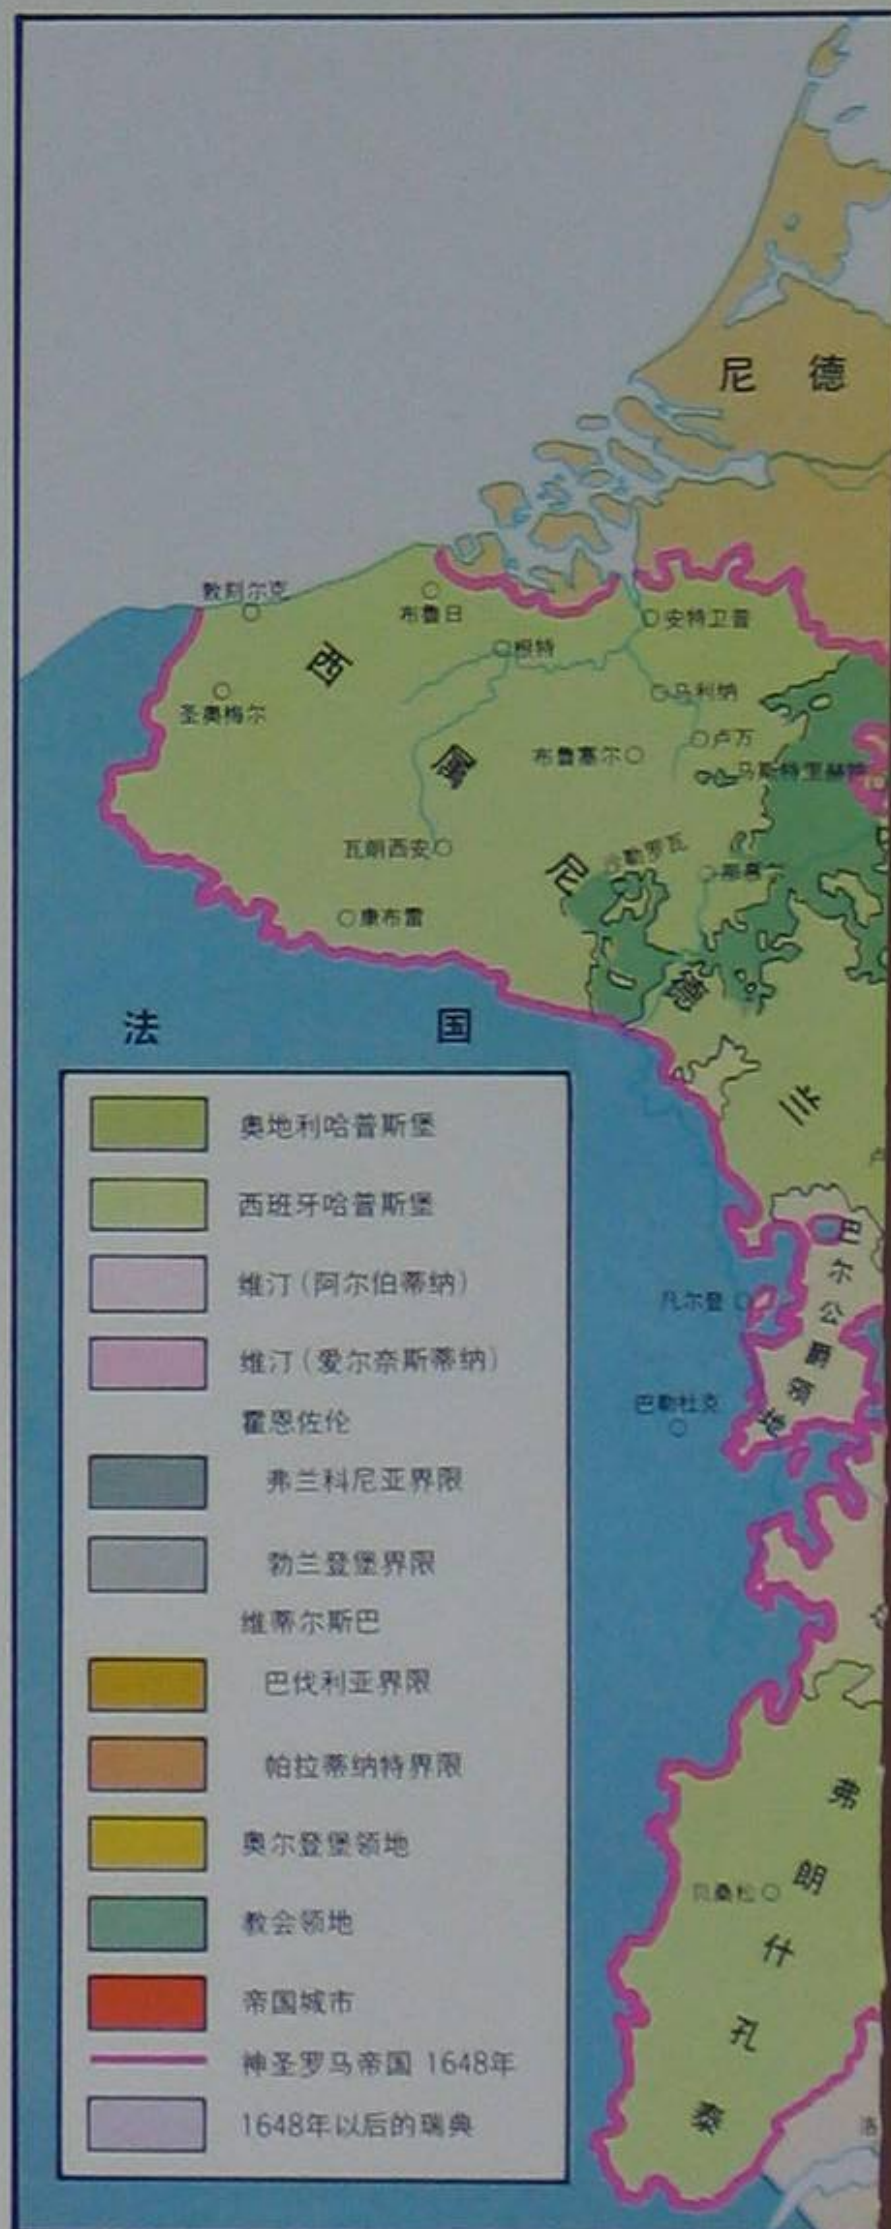 尼德
敦刻尔克
布鲁日
安特卫普
根特
西属尼德兰
圣奥梅尔
马利纳
卢万
布鲁塞尔
马斯特里赫特
瓦朗西安
沙勒罗瓦
那慕尔
康布雷
法国
巴尔公爵领地
凡尔登
巴勒杜克
弗朗什孔泰
贝桑松
洛
奥地利哈普斯堡
西班牙哈普斯堡
维汀(阿尔伯蒂纳)
维汀(爱尔奈斯蒂纳)
霍恩佐伦
弗兰科尼亚界限
勃兰登堡界限
维蒂尔斯巴
巴伐利亚界限
帕拉蒂纳特界限
奥尔登堡领地
教会领地
帝国城市
神圣罗马帝国 1648年
1648年以后的瑞典